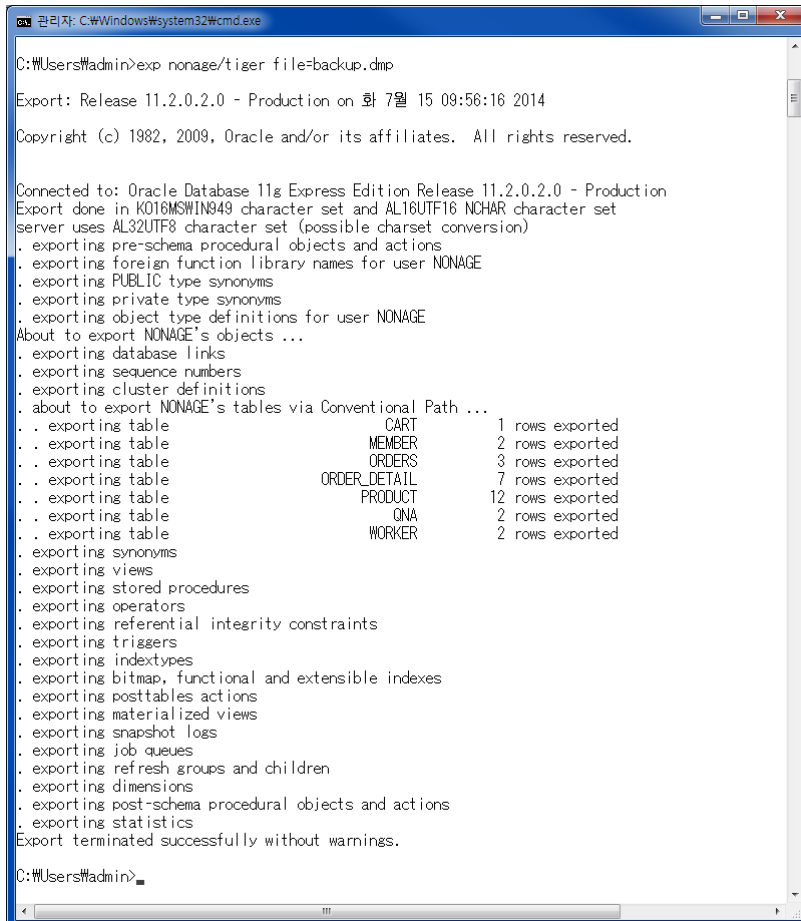 관리자: C:₩Windows₩system32₩cmd.exe
C:₩Users₩admin>exp nonage/tiger file=backup.dmp
Export: Release 11.2.0.2.0 - Production on 화 7월 15 09:56:16 2014
Copyright (c) 1982, 2009, Oracle and/or its affiliates.  All rights reserved.
Connected to: Oracle Database 11g Express Edition Release 11.2.0.2.0 - Production
Export done in KO16MSWIN949 character set and AL16UTF16 NCHAR character set
server uses AL32UTF8 character set (possible charset conversion)
. exporting pre-schema procedural objects and actions
. exporting foreign function library names for user NONAGE
. exporting PUBLIC type synonyms
. exporting private type synonyms
. exporting object type definitions for user NONAGE
About to export NONAGE's objects ...
. exporting database links
. exporting sequence numbers
. exporting cluster definitions
. about to export NONAGE's tables via Conventional Path ...
. . exporting table                           CART          1 rows exported
. . exporting table                         MEMBER          2 rows exported
. . exporting table                         ORDERS          3 rows exported
. . exporting table                   ORDER_DETAIL          7 rows exported
. . exporting table                        PRODUCT         12 rows exported
. . exporting table                            QNA          2 rows exported
. . exporting table                         WORKER          2 rows exported
. exporting synonyms
. exporting views
. exporting stored procedures
. exporting operators
. exporting referential integrity constraints
. exporting triggers
. exporting indextypes
. exporting bitmap, functional and extensible indexes
. exporting posttables actions
. exporting materialized views
. exporting snapshot logs
. exporting job queues
. exporting refresh groups and children
. exporting dimensions
. exporting post-schema procedural objects and actions
. exporting statistics
Export terminated successfully without warnings.
C:₩Users₩admin>_